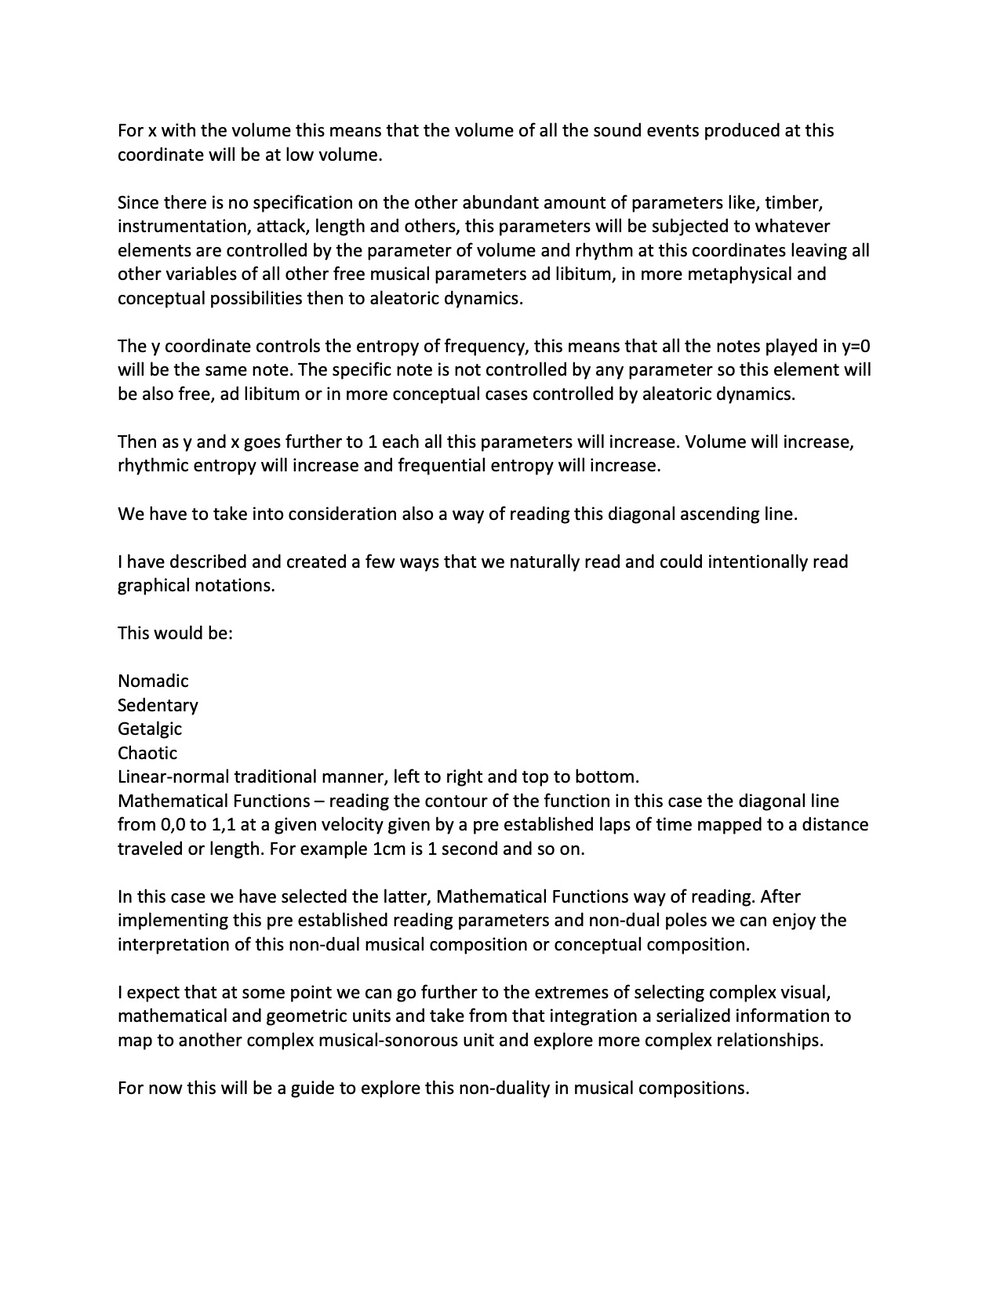 For x with the volume this means that the volume of all the sound events produced at this
coordinate will be at low volume.
Since there is no specification on the other abundant amount of parameters like, timber,
instrumentation, attack, length and others, this parameters will be subjected to whatever
elements are controlled by the parameter of volume and rhythm at this coordinates leaving all
other variables of all other free musical parameters ad libitum, in more metaphysical and
conceptual possibilities then to aleatoric dynamics.
The y coordinate controls the entropy of frequency, this means that all the notes played in y=0
will be the same note. The specific note is not controlled by any parameter so this element will
be also free, ad libitum or in more conceptual cases controlled by aleatoric dynamics.
Then as y and x goes further to 1 each all this parameters will increase. Volume will increase,
rhythmic entropy will increase and frequential entropy will increase.
We have to take into consideration also a way of reading this diagonal ascending line.
I have described and created a few ways that we naturally read and could intentionally read
graphical notations.
This would be:
Nomadic
Sedentary
Getalgic
Chaotic
Linear-normal traditional manner, left to right and top to bottom.
Mathematical Functions – reading the contour of the function in this case the diagonal line
from 0,0 to 1,1 at a given velocity given by a pre established laps of time mapped to a distance
traveled or length. For example 1cm is 1 second and so on.
In this case we have selected the latter, Mathematical Functions way of reading. After
implementing this pre established reading parameters and non-dual poles we can enjoy the
interpretation of this non-dual musical composition or conceptual composition.
I expect that at some point we can go further to the extremes of selecting complex visual,
mathematical and geometric units and take from that integration a serialized information to
map to another complex musical-sonorous unit and explore more complex relationships.
For now this will be a guide to explore this non-duality in musical compositions.